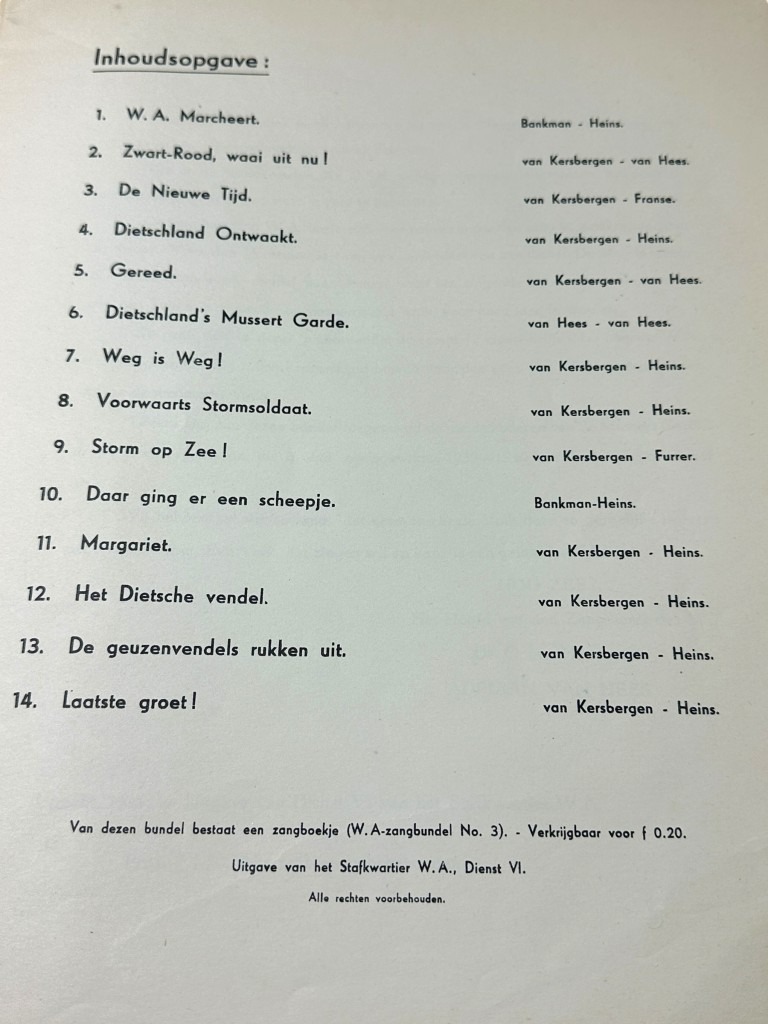 Inhoudsopgave :
1. W. A. Marcheert. Bankman - Heins.
2. Zwart-Rood, waai uit nu ! van Kersbergen - van Hees.
3. De Nieuwe Tijd. van Kersbergen - Franse.
4. Dietschland Ontwaakt. van Kersbergen - Heins.
5. Gereed. van Kersbergen - van Hees.
6. Dietschland's Mussert Garde. van Hees - van Hees.
7. Weg is Weg ! van Kersbergen - Heins.
8. Voorwaarts Stormsoldaat. van Kersbergen - Heins.
9. Storm op Zee ! van Kersbergen - Furrer.
10. Daar ging er een scheepje. Bankman-Heins.
11. Margariet. van Kersbergen - Heins.
12. Het Dietsche vendel. van Kersbergen - Heins.
13. De geuzenvendels rukken uit. van Kersbergen - Heins.
14. Laatste groet ! van Kersbergen - Heins.
Van dezen bundel bestaat een zangboekje (W. A-zangbundel No. 3). - Verkrijgbaar voor f 0.20.
Uitgave van het Stafkwartier W. A., Dienst VI.
Alle rechten voorbehouden.